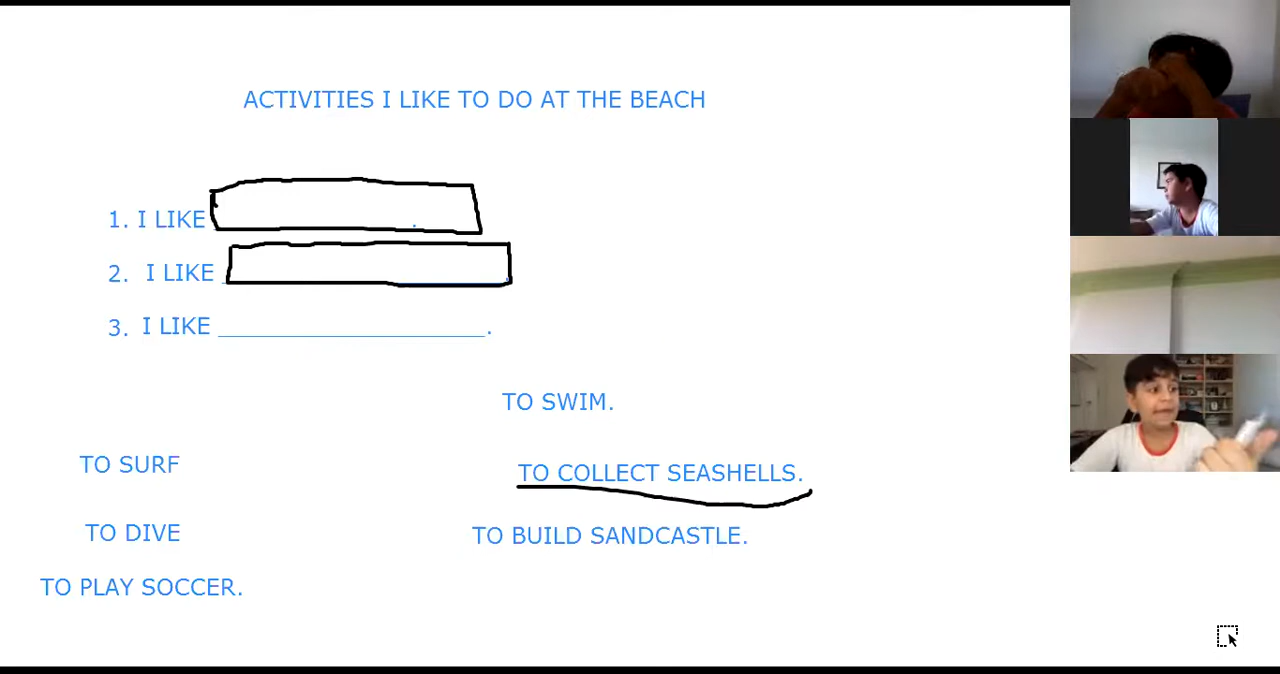 ACTIVITIES I LIKE TO DO AT THE BEACH
1. I LIKE .
2. I LIKE
3. I LIKE ______________________.
TO SWIM.
TO SURF
TO COLLECT SEASHELLS.
TO DIVE
TO BUILD SANDCASTLE.
TO PLAY SOCCER.